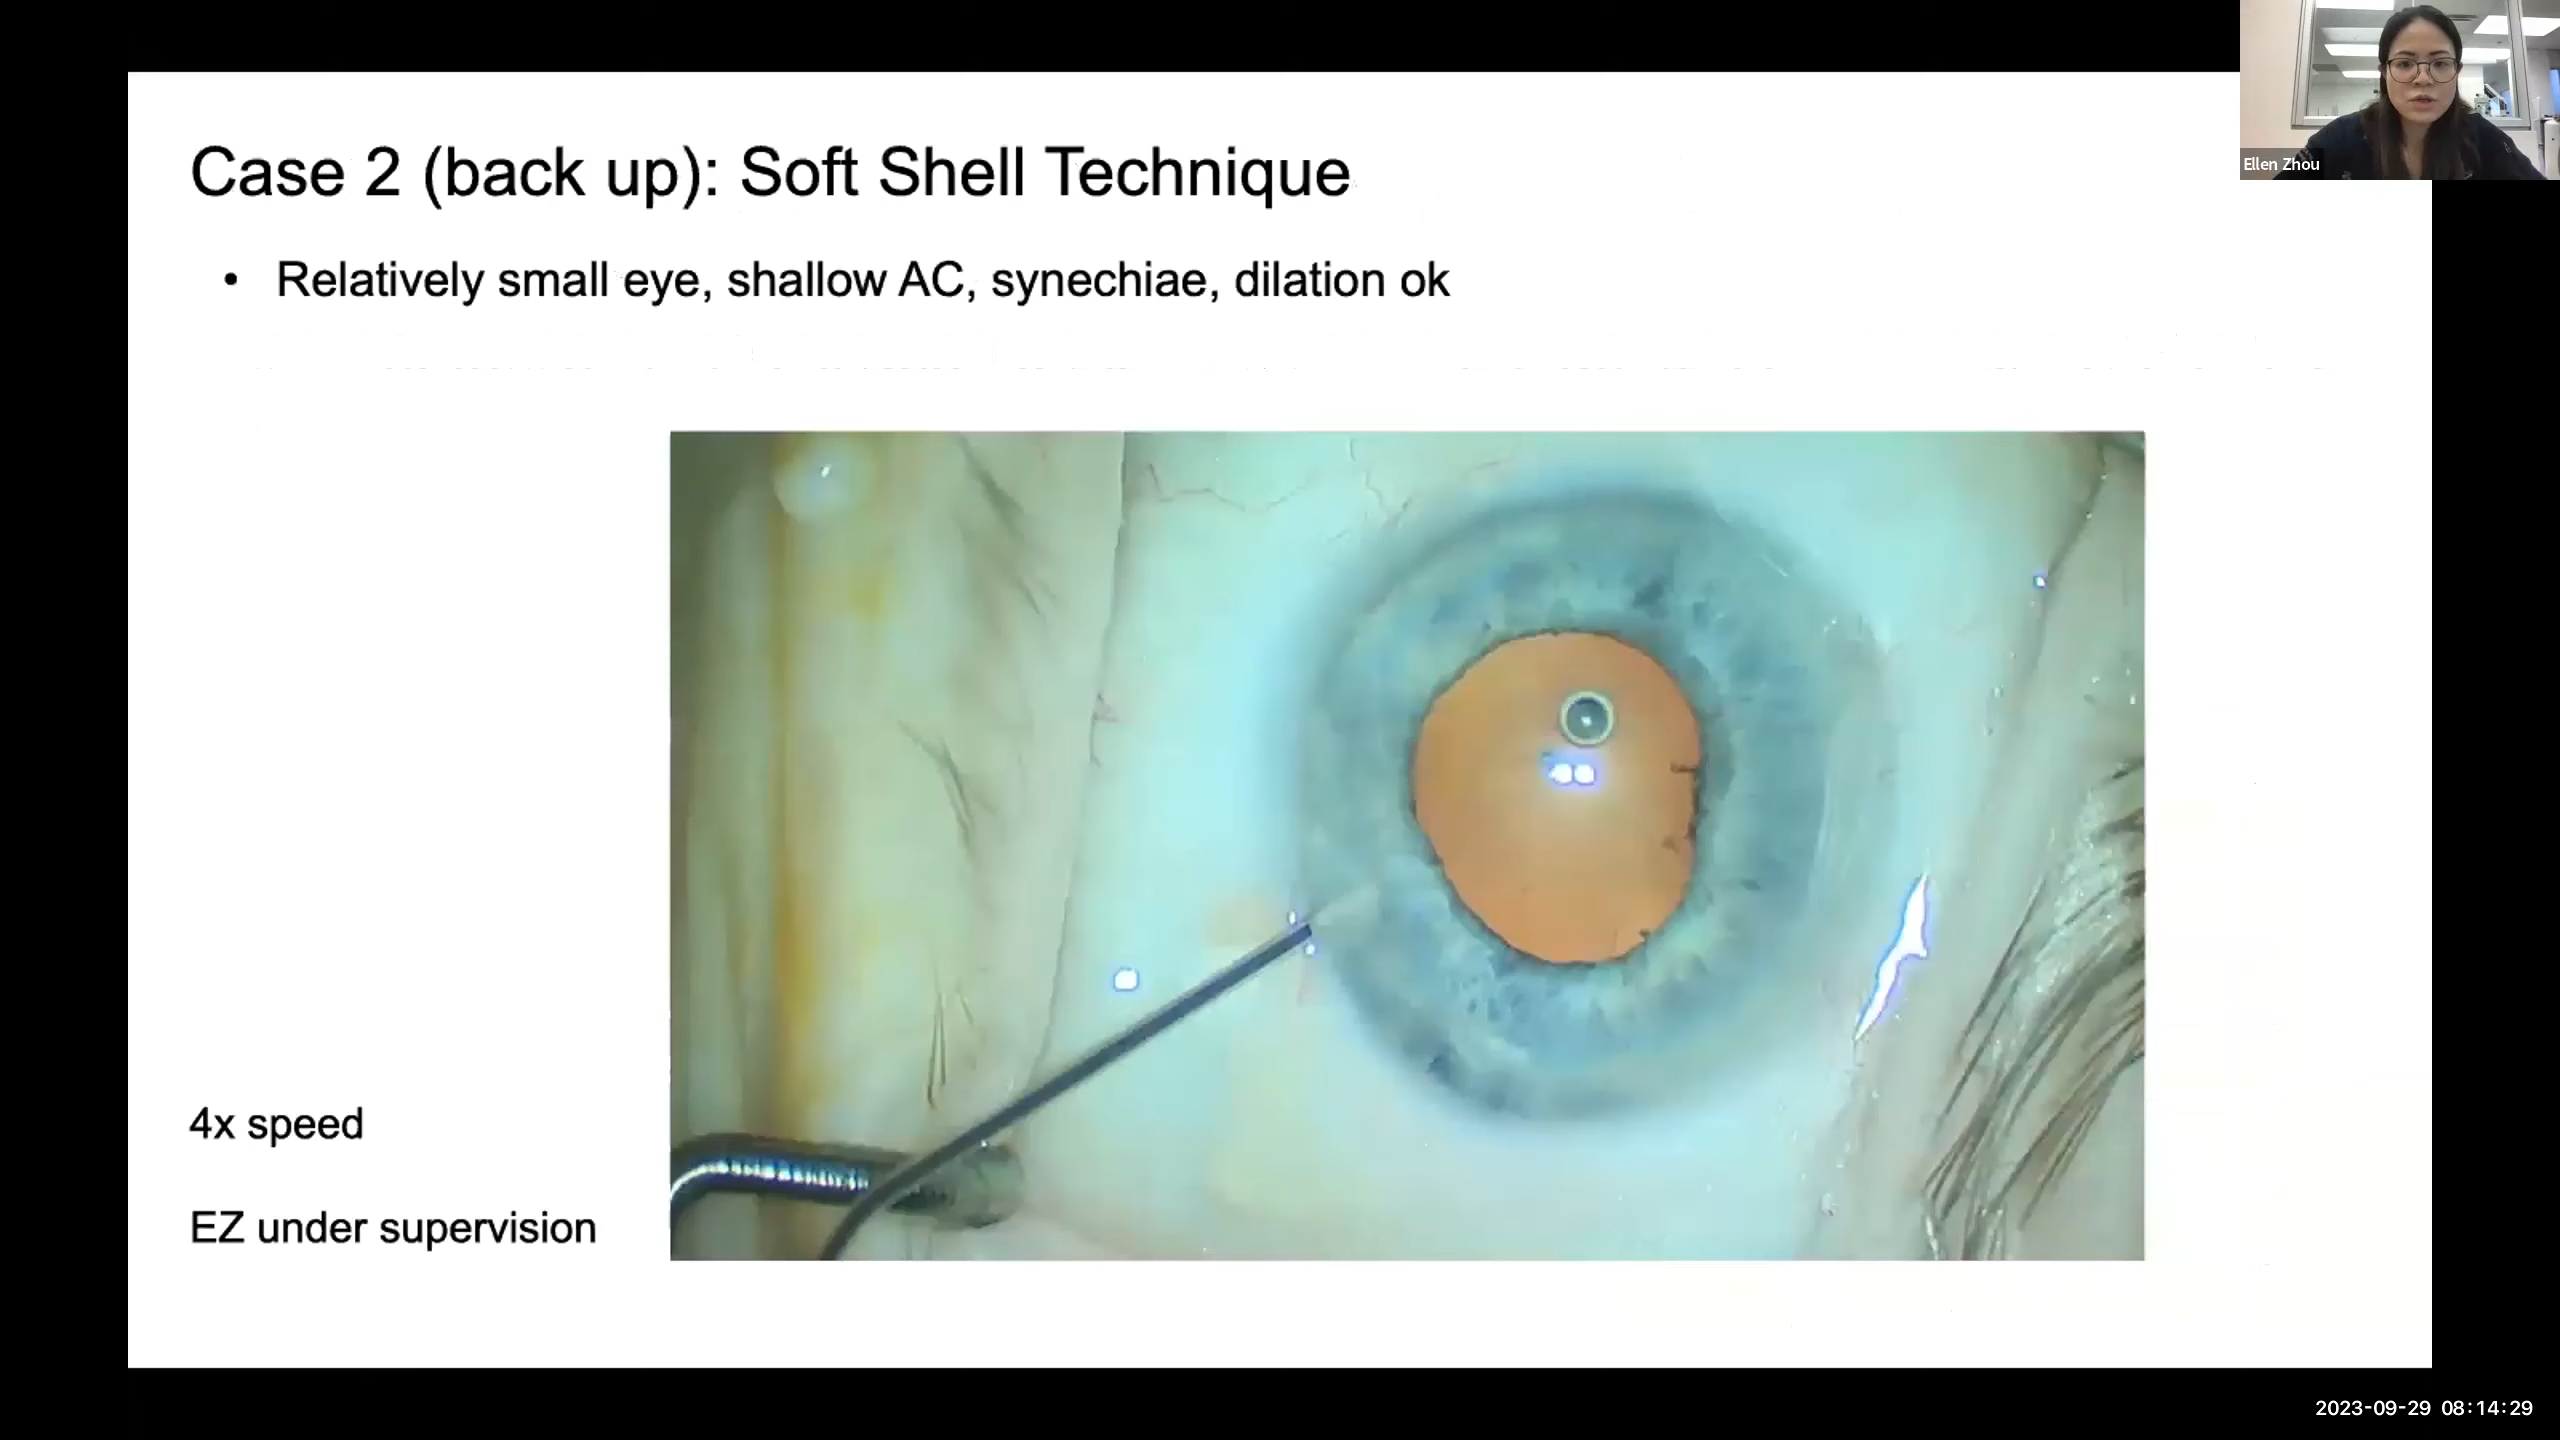 Case 2 (back up): Soft Shell Technique
• Relatively small eye, shallow AC, synechiae, dilation ok
4x speed
EZ under supervision
Ellen Zhou
2023-09-29 08:14:29